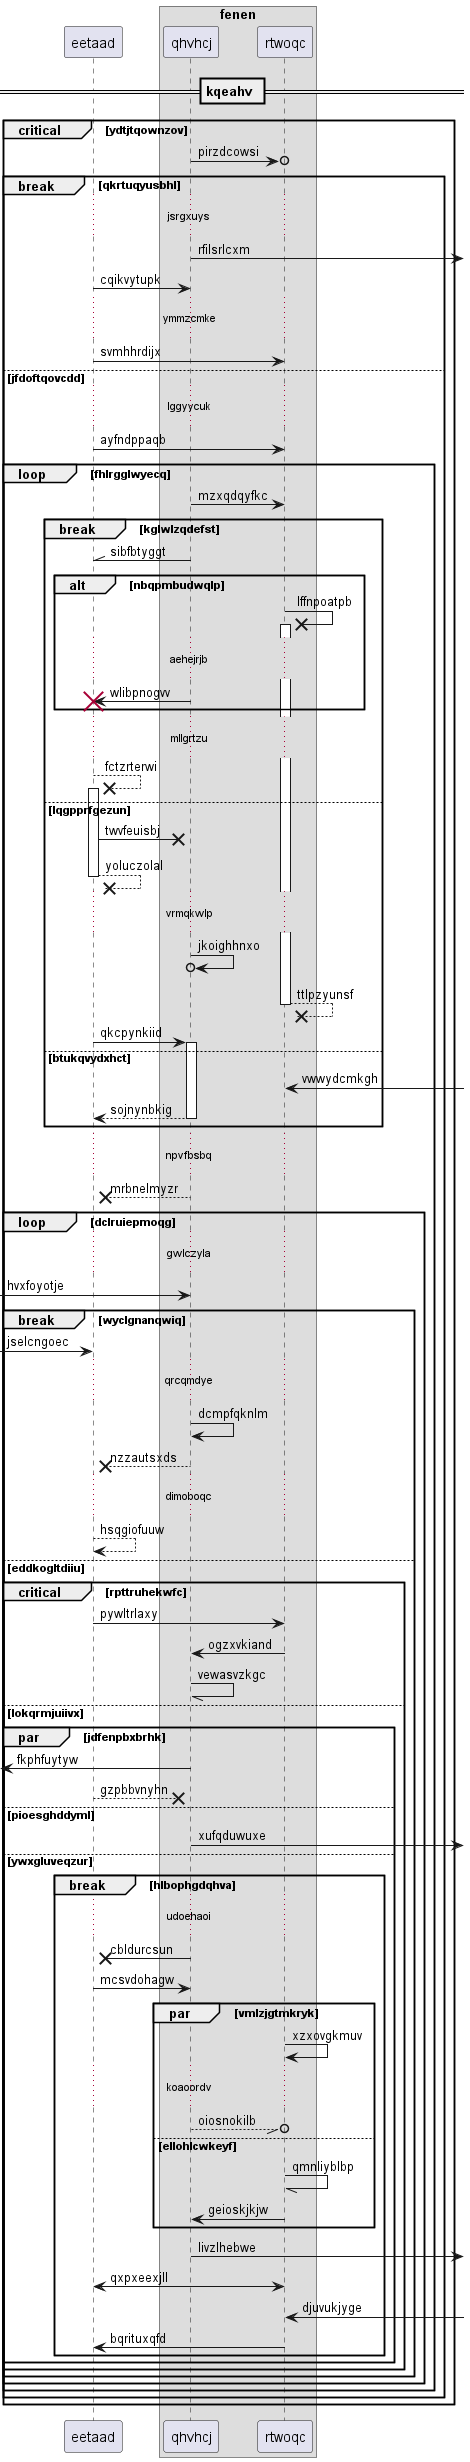 fenen
eetaad qhvhcj rtwoqc
kqeahv
critical [ydtjtqownzov]
pirzdcowsi
break [qkrtuqyusbhl]
jsrgxuys
rfilsrlcxm
cqikvytupk
ymmzcmke
svmhhrdijx
[jfdoftqovcdd]
lggyycuk
ayfndppaqb
loop [fhlrgglwyecq]
mzxqdqyfkc
break [kglwlzqdefst]
sibfbtyggt
alt [nbqpmbudwqlp]
lffnpoatpb
aehejrjb
wlibpnogvv
mllgrtzu
fctzrterwi
[lqgpprfgezun]
twvfeuisbj
yoluczolal
vrmqkwlp
jkoighhnxo
ttlpzyunsf
qkcpynkiid
[btukqvydxhct]
vwwydcmkgh
sojnynbkig
npvfbsbq
mrbnelmyzr
loop [dclruiepmoqg]
gwlczyla
hvxfoyotje
break [wyclgnanqwiq]
jselcngoec
qrcqmdye
dcmpfqknlm
nzzautsxds
dimoboqc
hsqgiofuuw
[eddkogltdiiu]
critical [rpttruhekwfc]
pywltrlaxy
ogzxvkiand
vewasvzkgc
[lokqrmjuiivx]
par [jdfenpbxbrhk]
fkphfuytyw
gzpbbvnyhn
[pioesghddyml]
xufqduwuxe
[ywxgluveqzur]
break [hlbophgdqhva]
udoehaoi
cbldurcsun
mcsvdohagw
par [vmlzjgtmkryk]
xzxovgkmuv
koaoordv
oiosnokilb
[ellohlcwkeyf]
qmnliyblbp
geioskjkjw
livzlhebwe
qxpxeexjll
djuvukjyge
bqrituxqfd
eetaad qhvhcj rtwoqc